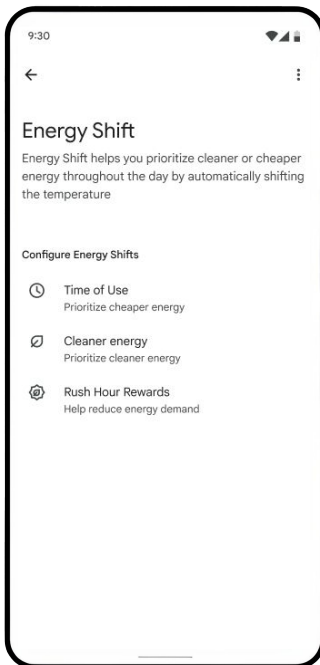 9:30
Energy Shift
Energy Shift helps you prioritize cleaner or cheaper
energy throughout the day by automatically shifting
the temperature
Configure Energy Shifts
Time of Use
Prioritize cheaper energy
Cleaner energy
Prioritize cleaner energy
Rush Hour Rewards
Help reduce energy demand